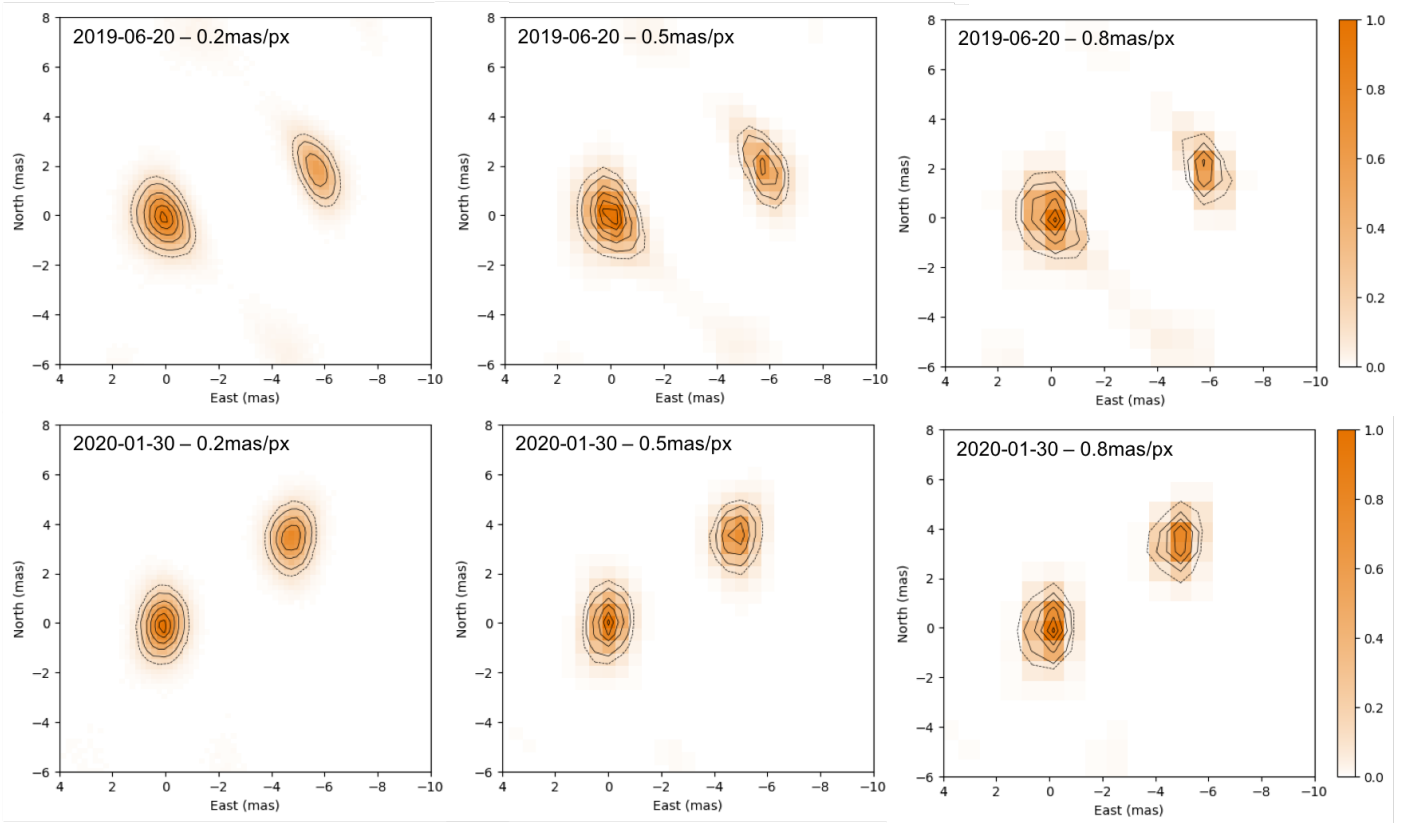 2019-06-20 – 0.2mas/px
8
6
4
2
0
−2
−4
−6
North (mas)
4 2 0 −2 −4 −6 −8 −10
East (mas)
2019-06-20 – 0.5mas/px
8
6
4
2
0
−2
−4
−6
North (mas)
4 2 0 −2 −4 −6 −8 −10
East (mas)
2019-06-20 – 0.8mas/px
8
6
4
2
0
−2
−4
−6
North (mas)
4 2 0 −2 −4 −6 −8 −10
East (mas)
1.0
0.8
0.6
0.4
0.2
0.0
2020-01-30 – 0.2mas/px
8
6
4
2
0
−2
−4
−6
North (mas)
4 2 0 −2 −4 −6 −8 −10
East (mas)
2020-01-30 – 0.5mas/px
8
6
4
2
0
−2
−4
−6
North (mas)
4 2 0 −2 −4 −6 −8 −10
East (mas)
2020-01-30 – 0.8mas/px
8
6
4
2
0
−2
−4
−6
North (mas)
4 2 0 −2 −4 −6 −8 −10
East (mas)
1.0
0.8
0.6
0.4
0.2
0.0